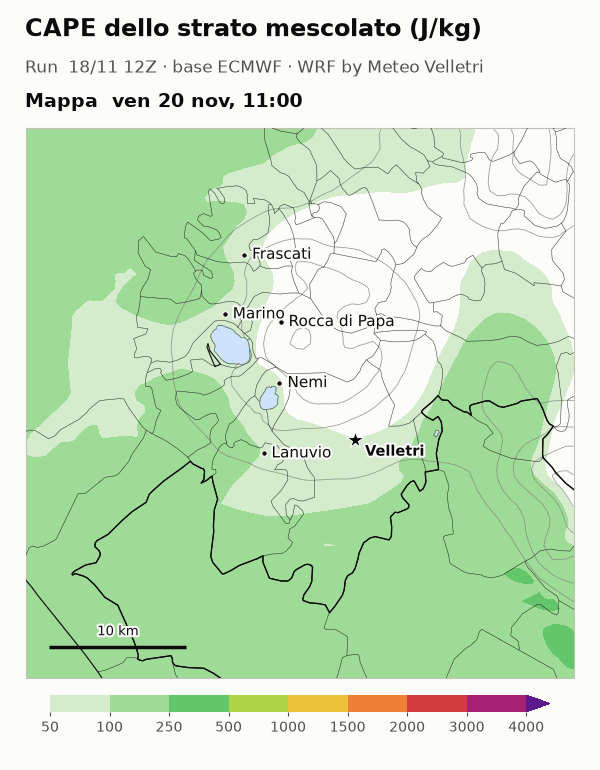 CAPE dello strato mescolato (J/kg)
Run  18/11 12Z · base ECMWF · WRF by Meteo Velletri
Mappa  ven 20 nov, 11:00
Frascati
Marino
Rocca di Papa
Nemi
Velletri
Lanuvio
10 km
50 100 250 500 1000 1500 2000 3000 4000